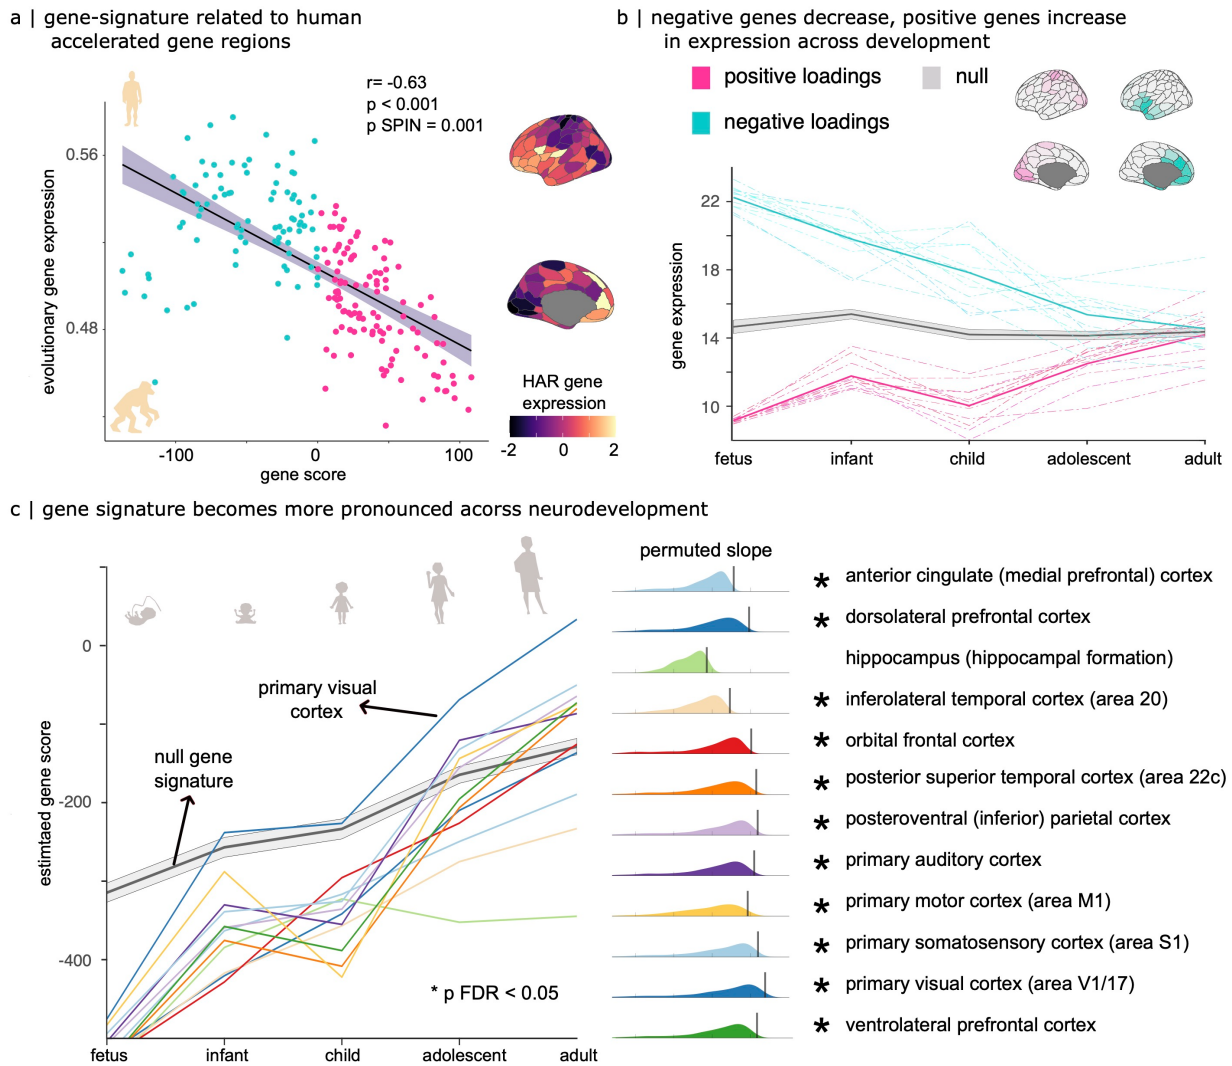 a | gene-signature related to human
accelerated gene regions
r= -0.63
p < 0.001
p SPIN = 0.001
evolutionary gene expression
0.56
0.48
-100
0
100
gene score
HAR gene
expression
-2
0
2
b | negative genes decrease, positive genes increase
in expression across development
positive loadings
null
negative loadings
gene expression
22
18
14
10
fetus
infant
child
adolescent
adult
c | gene signature becomes more pronounced acorss neurodevelopment
estimtaed gene score
0
-200
-400
primary visual
cortex
null gene
signature
* p FDR < 0.05
fetus
infant
child
adolescent
adult
permuted slope
* anterior cingulate (medial prefrontal) cortex
* dorsolateral prefrontal cortex
hippocampus (hippocampal formation)
* inferolateral temporal cortex (area 20)
* orbital frontal cortex
* posterior superior temporal cortex (area 22c)
* posteroventral (inferior) parietal cortex
* primary auditory cortex
* primary motor cortex (area M1)
* primary somatosensory cortex (area S1)
* primary visual cortex (area V1/17)
* ventrolateral prefrontal cortex